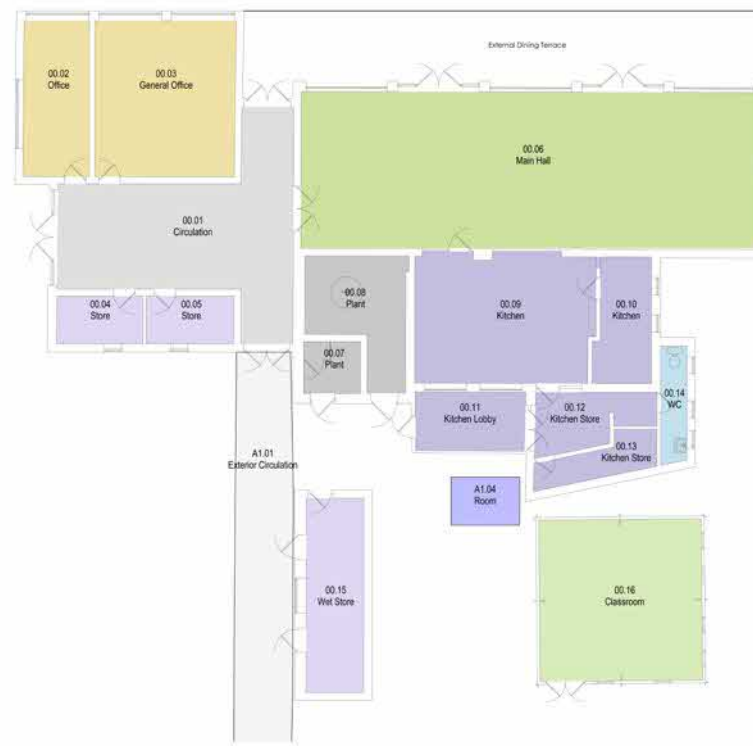 External Dining Terrace
00.02
Office
00.03
General Office
00.06
Main Hall
00.01
Circulation
00.04
Store
00.05
Store
00.08
Plant
00.09
Kitchen
00.10
Kitchen
00.07
Plant
00.11
Kitchen Lobby
00.12
Kitchen Store
00.14
WC
00.13
Kitchen Store
A1.01
Exterior Circulation
A1.04
Room
00.15
Wet Store
00.16
Classroom